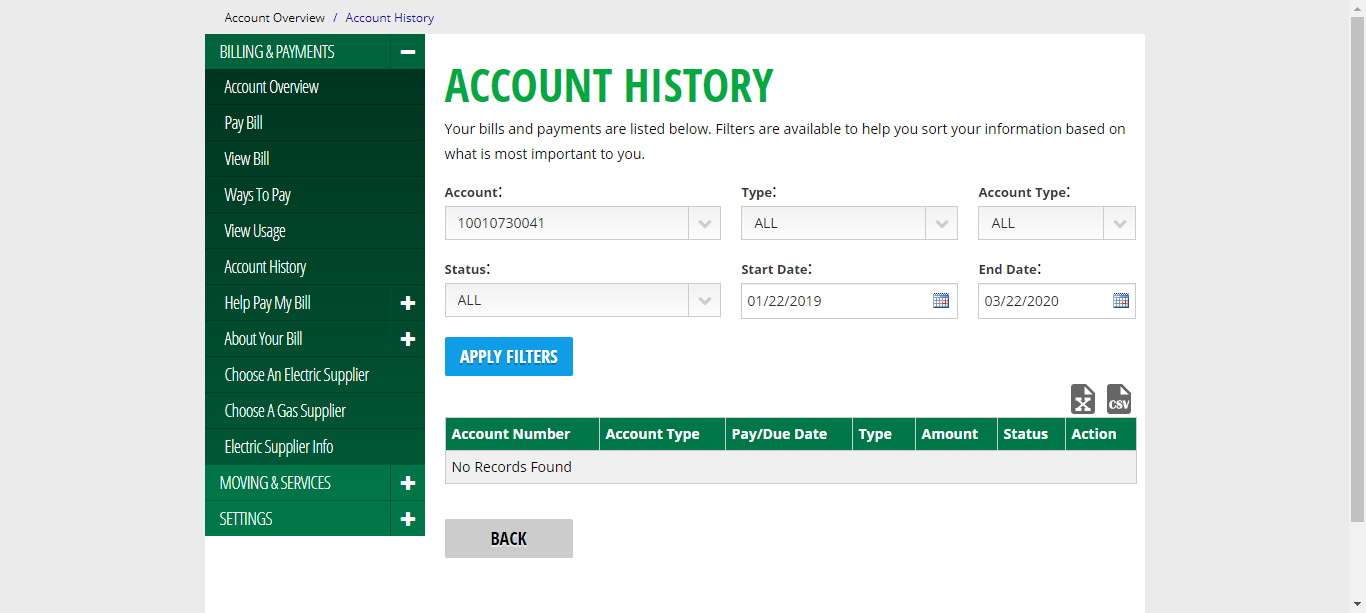 Account Overview / Account History
BILLING & PAYMENTS
Account Overview
Pay Bill
View Bill
Ways To Pay
View Usage
Account History
Help Pay My Bill
About Your Bill
Choose An Electric Supplier
Choose A Gas Supplier
Electric Supplier Info
MOVING & SERVICES
SETTINGS
ACCOUNT HISTORY
Your bills and payments are listed below. Filters are available to help you sort your information based on
what is most important to you.
Account: Type: Account Type:
10010730041 ALL ALL
Status: Start Date: End Date:
ALL 01/22/2019 03/22/2020
APPLY FILTERS
X CSV
Account Number Account Type Pay/Due Date Type Amount Status Action
No Records Found
BACK